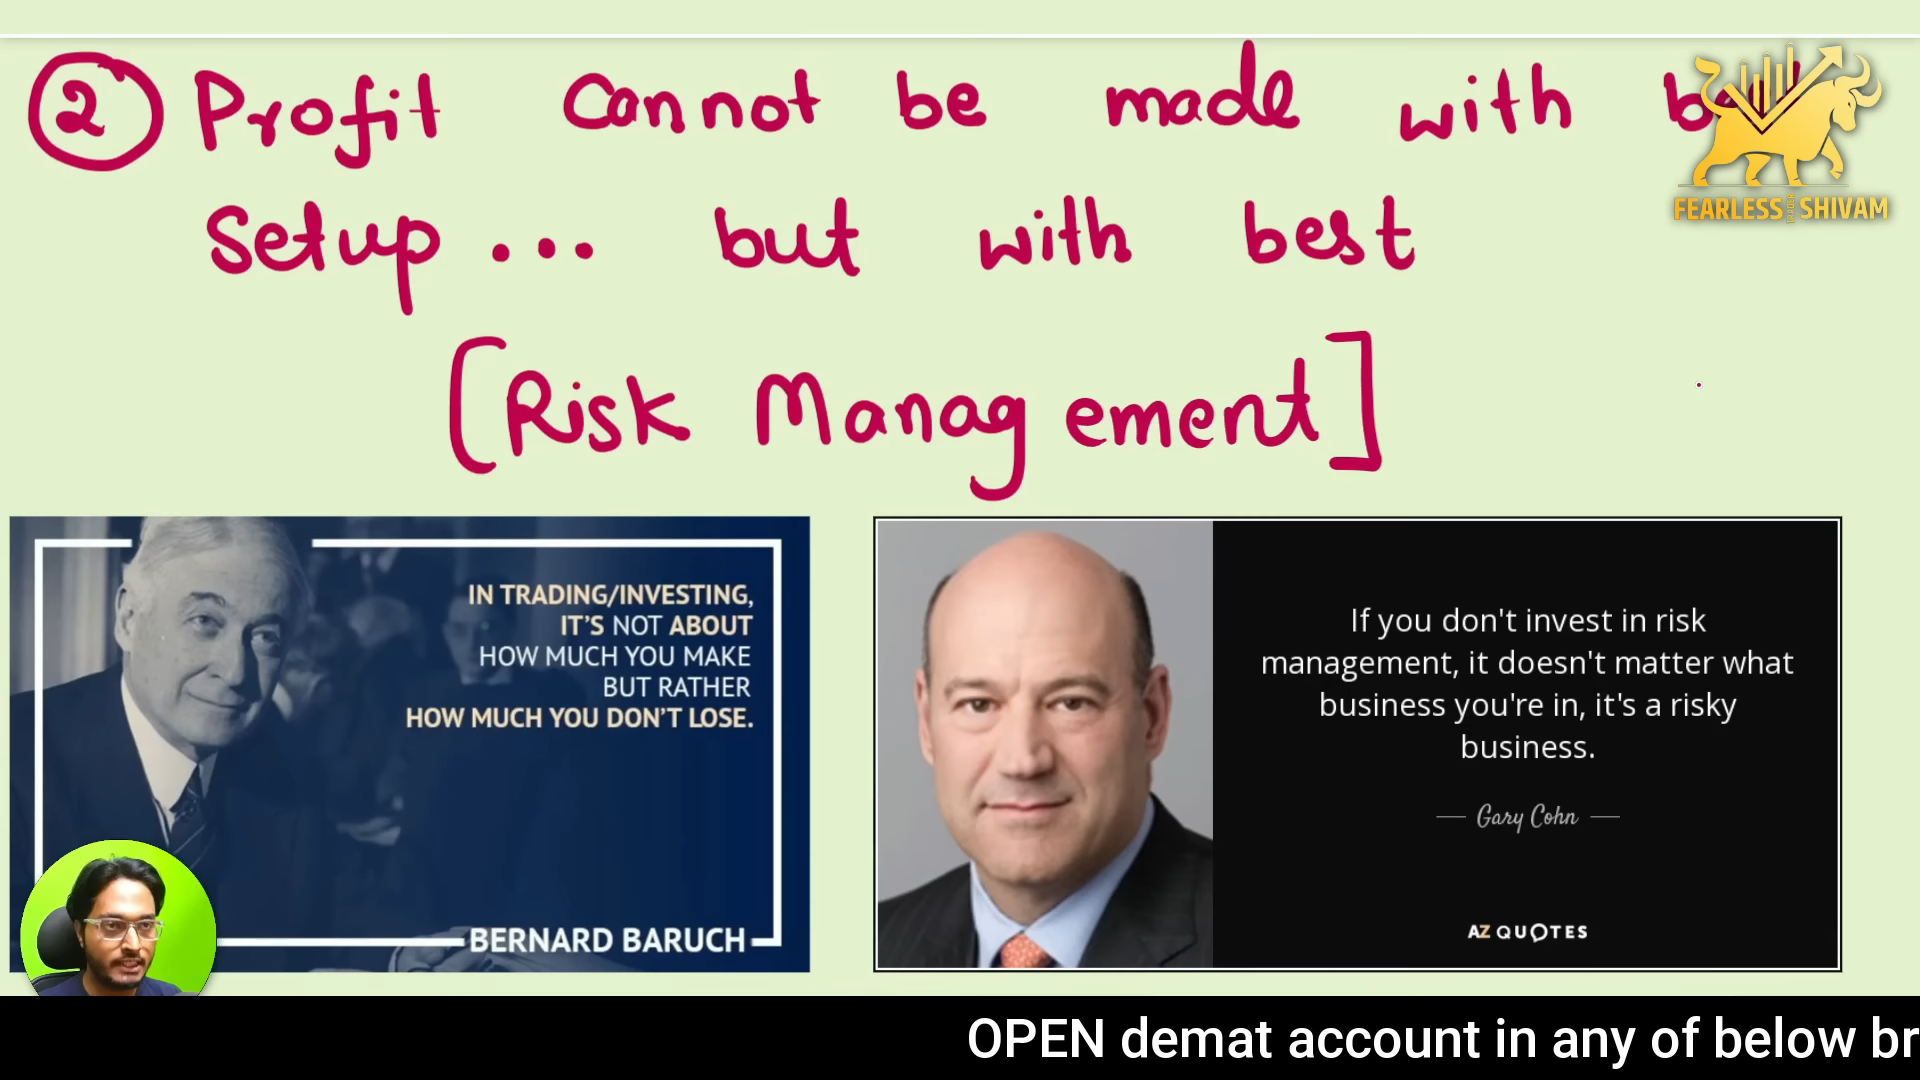 2 Profit cannot be made with
Setup ... but with best
[Risk Management]
FEARLESS SHIVAM
IN TRADING/INVESTING,
IT'S NOT ABOUT
HOW MUCH YOU MAKE
BUT RATHER
HOW MUCH YOU DON'T LOSE.
BERNARD BARUCH
If you don't invest in risk
management, it doesn't matter what
business you're in, it's a risky
business.
Gary Cohn
AZ QUOTES
OPEN demat account in any of below br